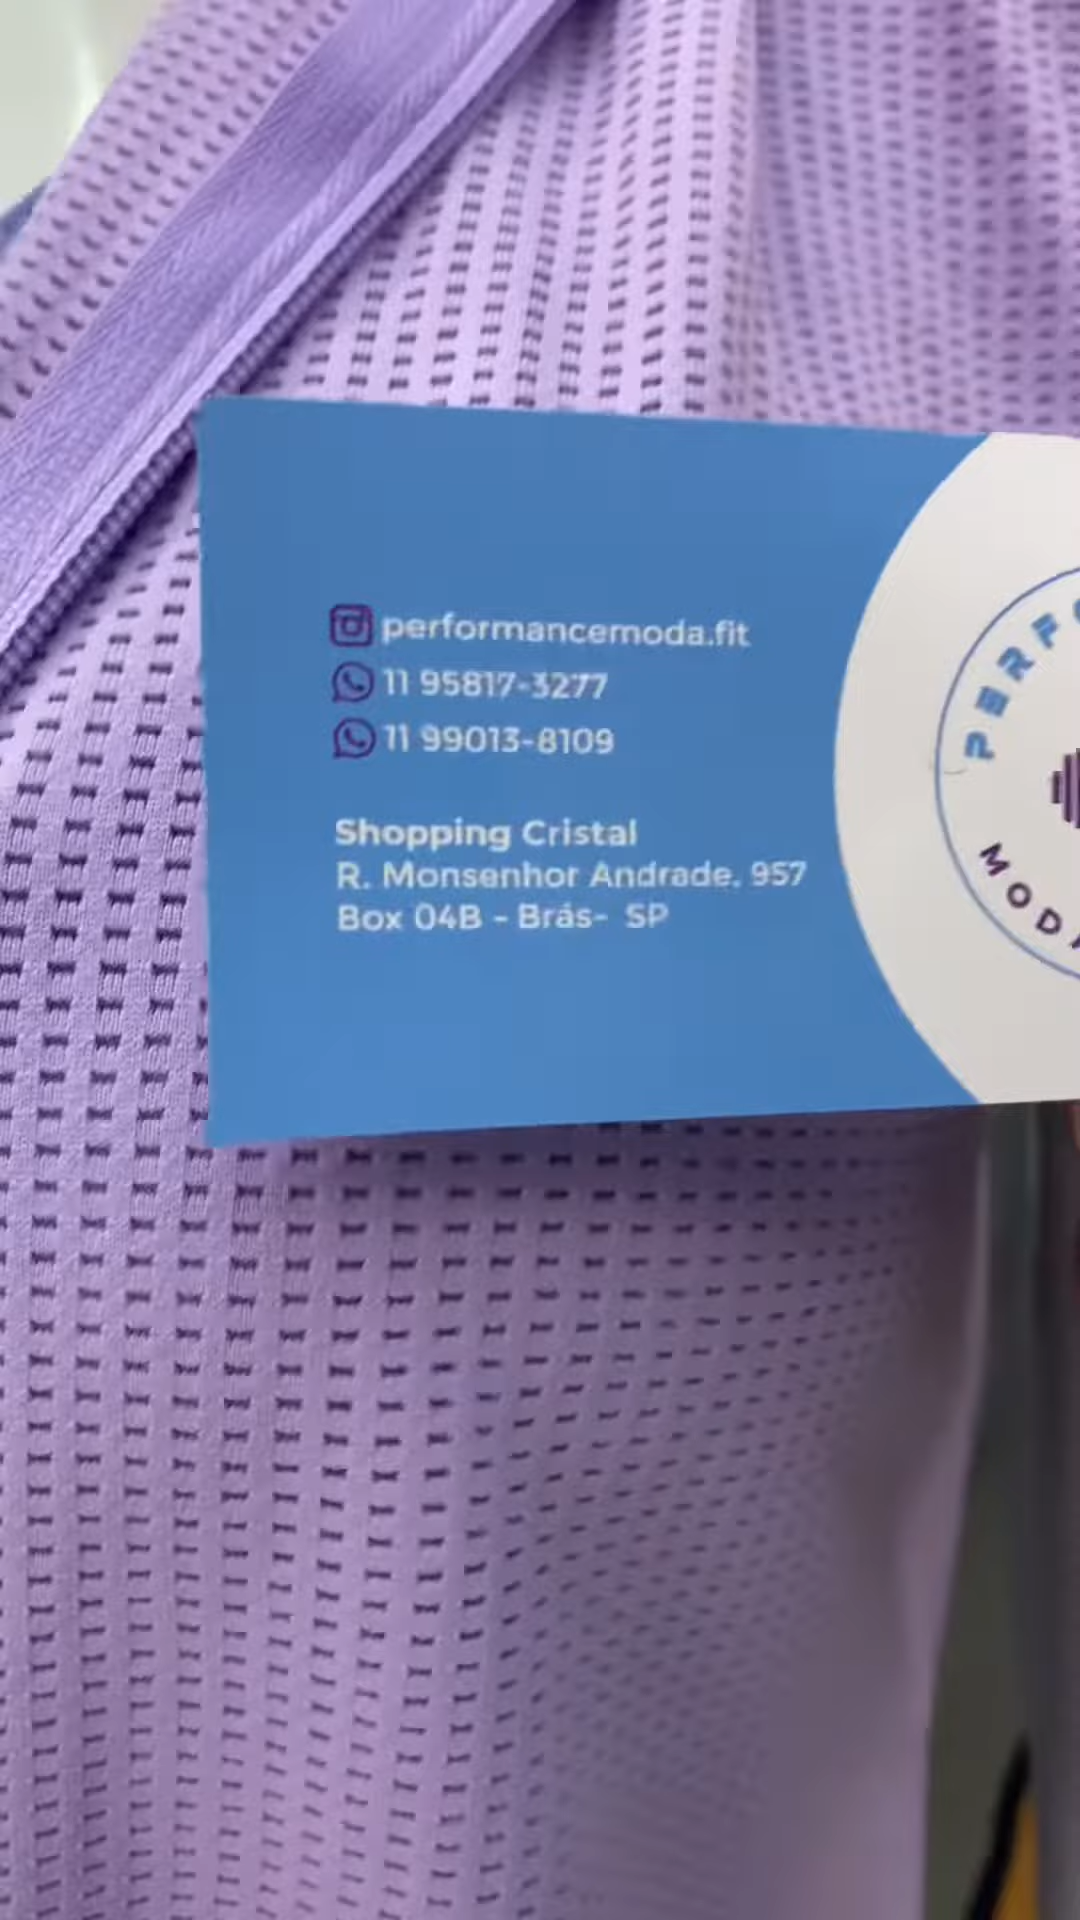 performancemoda.fit
11 95817-3277
11 99013-8109
Shopping Cristal
R. Monsenhor Andrade, 957
Box 04B - Brás- SP